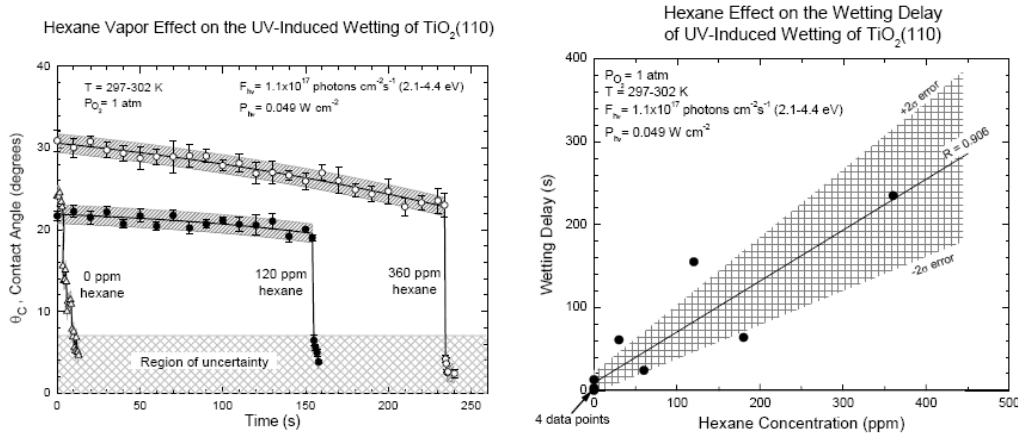 Hexane Vapor Effect on the UV-Induced Wetting of TiO2(110)
40
30
20
10
0
θC , Contact Angle (degrees)
T = 297-302 K
PO2= 1 atm
Fhν= 1.1x10^17 photons cm^-2s^-1 (2.1-4.4 eV)
Phν= 0.049 W cm^-2
0 ppm
hexane
120 ppm
hexane
360 ppm
hexane
Region of uncertainty
0
50
100
150
200
250
Time (s)
Hexane Effect on the Wetting Delay
of UV-Induced Wetting of TiO2(110)
400
300
200
100
0
Wetting Delay (s)
PO2= 1 atm
T = 297-302 K
Fhν= 1.1x10^17 photons cm^-2s^-1 (2.1-4.4 eV)
Phν= 0.049 W cm^-2
+2σ error
R = 0.906
-2σ error
0
100
200
300
400
500
4 data points
Hexane Concentration (ppm)